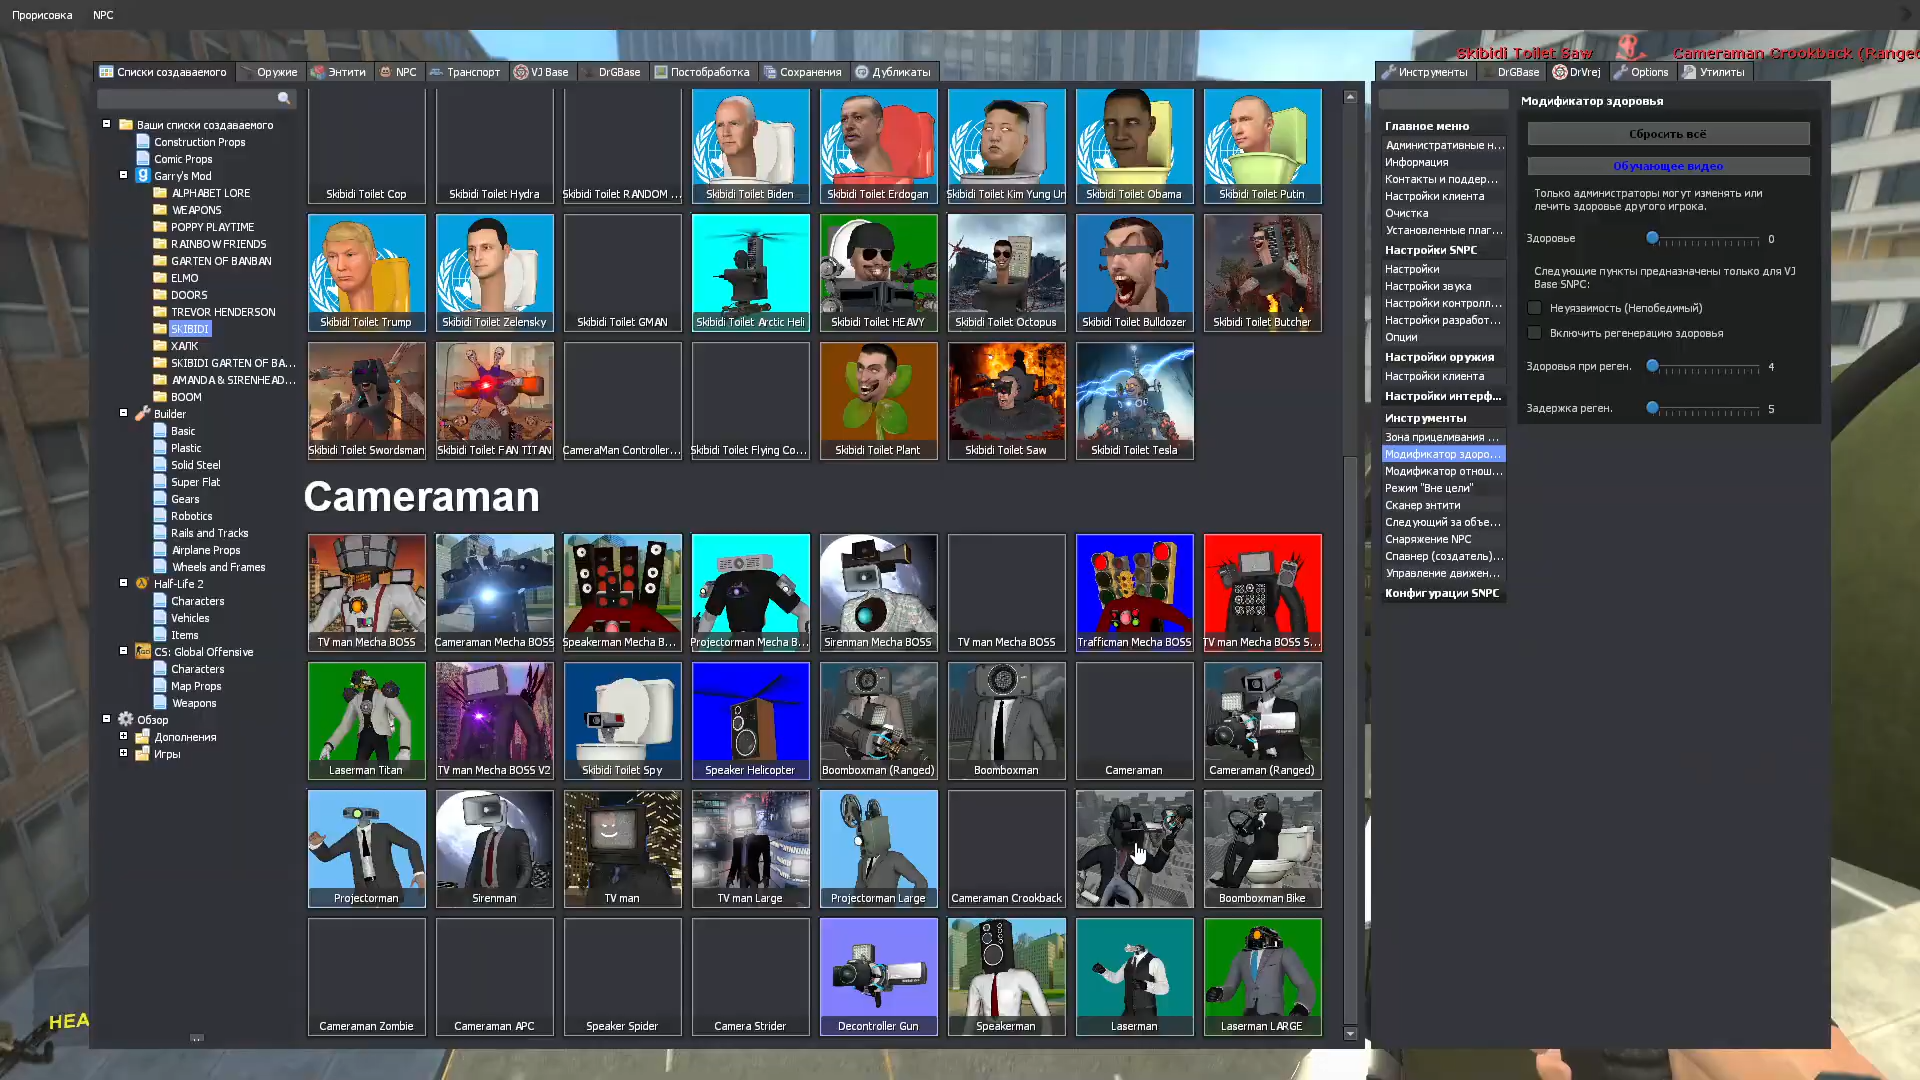 Прорисовка NPC
Skibidi Toilet Saw
Cameraman Crookback (Ranged
Списки создаваемого
Оружие
Энтити
NPC
Транспорт
VJ Base
DrGBase
Постобработка
Сохранения
Дубликаты
Ваши списки создаваемого
Construction Props
Comic Props
Garry's Mod
ALPHABET LORE
WEAPONS
POPPY PLAYTIME
RAINBOW FRIENDS
GARTEN OF BANBAN
ELMO
DOORS
TREVOR HENDERSON
SKIBIDI
ХАЛК
SKIBIDI GARTEN OF BA...
AMANDA & SIRENHEAD...
BOOM
Builder
Basic
Plastic
Solid Steel
Super Flat
Gears
Robotics
Rails and Tracks
Airplane Props
Wheels and Frames
Half-Life 2
Characters
Vehicles
Items
CS: Global Offensive
Characters
Map Props
Weapons
Обзор
Дополнения
Игры
Skibidi Toilet Cop
Skibidi Toilet Hydra
Skibidi Toilet RANDOM ...
Skibidi Toilet Biden
Skibidi Toilet Erdogan
Skibidi Toilet Kim Yung Un
Skibidi Toilet Obama
Skibidi Toilet Putin
Skibidi Toilet Trump
Skibidi Toilet Zelensky
Skibidi Toilet GMAN
Skibidi Toilet Arctic Heli
Skibidi Toilet HEAVY
Skibidi Toilet Octopus
Skibidi Toilet Bulldozer
Skibidi Toilet Butcher
Skibidi Toilet Swordsman
Skibidi Toilet FAN TITAN
CameraMan Controller...
Skibidi Toilet Flying Co...
Skibidi Toilet Plant
Skibidi Toilet Saw
Skibidi Toilet Tesla
Cameraman
TV man Mecha BOSS
Cameraman Mecha BOSS
Speakerman Mecha B...
Projectorman Mecha B...
Sirenman Mecha BOSS
TV man Mecha BOSS
Trafficman Mecha BOSS
TV man Mecha BOSS S...
Laserman Titan
TV man Mecha BOSS V2
Skibidi Toilet Spy
Speaker Helicopter
Boomboxman (Ranged)
Boomboxman
Cameraman
Cameraman (Ranged)
Projectorman
Sirenman
TV man
TV man Large
Projectorman Large
Cameraman Crookback
Boomboxman Bike
Cameraman Zombie
Cameraman APC
Speaker Spider
Camera Strider
Decontroller Gun
Speakerman
Laserman
Laserman LARGE
HEA
Инструменты
DrGBase
DrVrej
Options
Утилиты
Главное меню
Административные н...
Информация
Контакты и поддер...
Настройки клиента
Очистка
Установленные плаг...
Настройки SNPC
Настройки
Настройки звука
Настройки контролл...
Настройки разработ...
Опции
Настройки оружия
Настройки клиента
Настройки интерф...
Инструменты
Зона прицеливания ...
Модификатор здоро...
Модификатор отнош...
Режим "Вне цели"
Сканер энтити
Следующий за объе...
Снаряжение NPC
Спавнер (создатель)...
Управление движен...
Конфигурации SNPC
Модификатор здоровья
Сбросить всё
Обучающее видео
Только администраторы могут изменять или
лечить здоровье другого игрока.
Здоровье 0
Следующие пункты предназначены только для VJ
Base SNPC:
Неуязвимость (Непобедимый)
Включить регенерацию здоровья
Здоровья при реген. 4
Задержка реген. 5